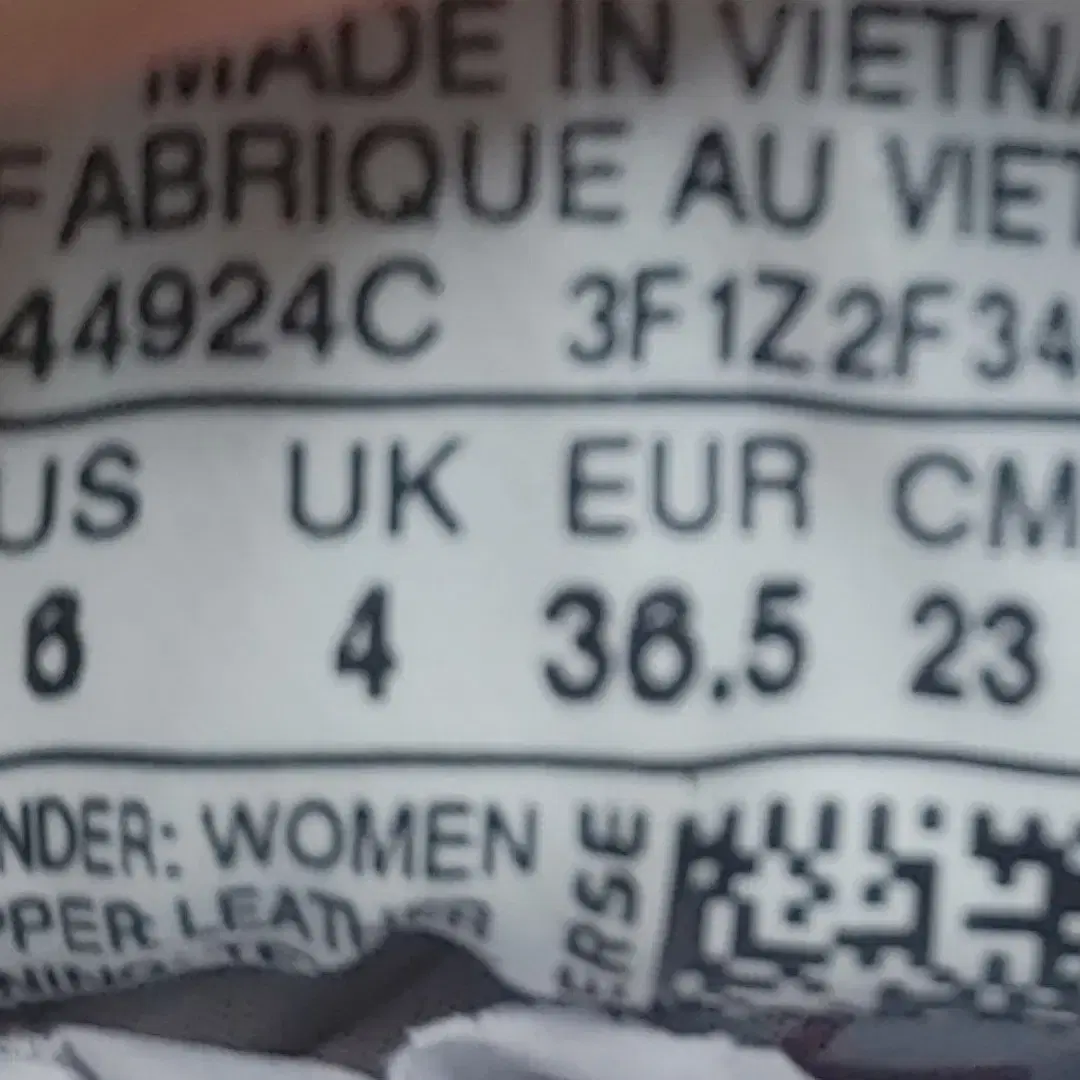 MADE IN VIETNA
FABRIQUE AU VIET
44924C 3F1Z2F34
US UK EUR CM
6 4 36.5 23
NDER: WOMEN
PPER: LEATHER
ERSE